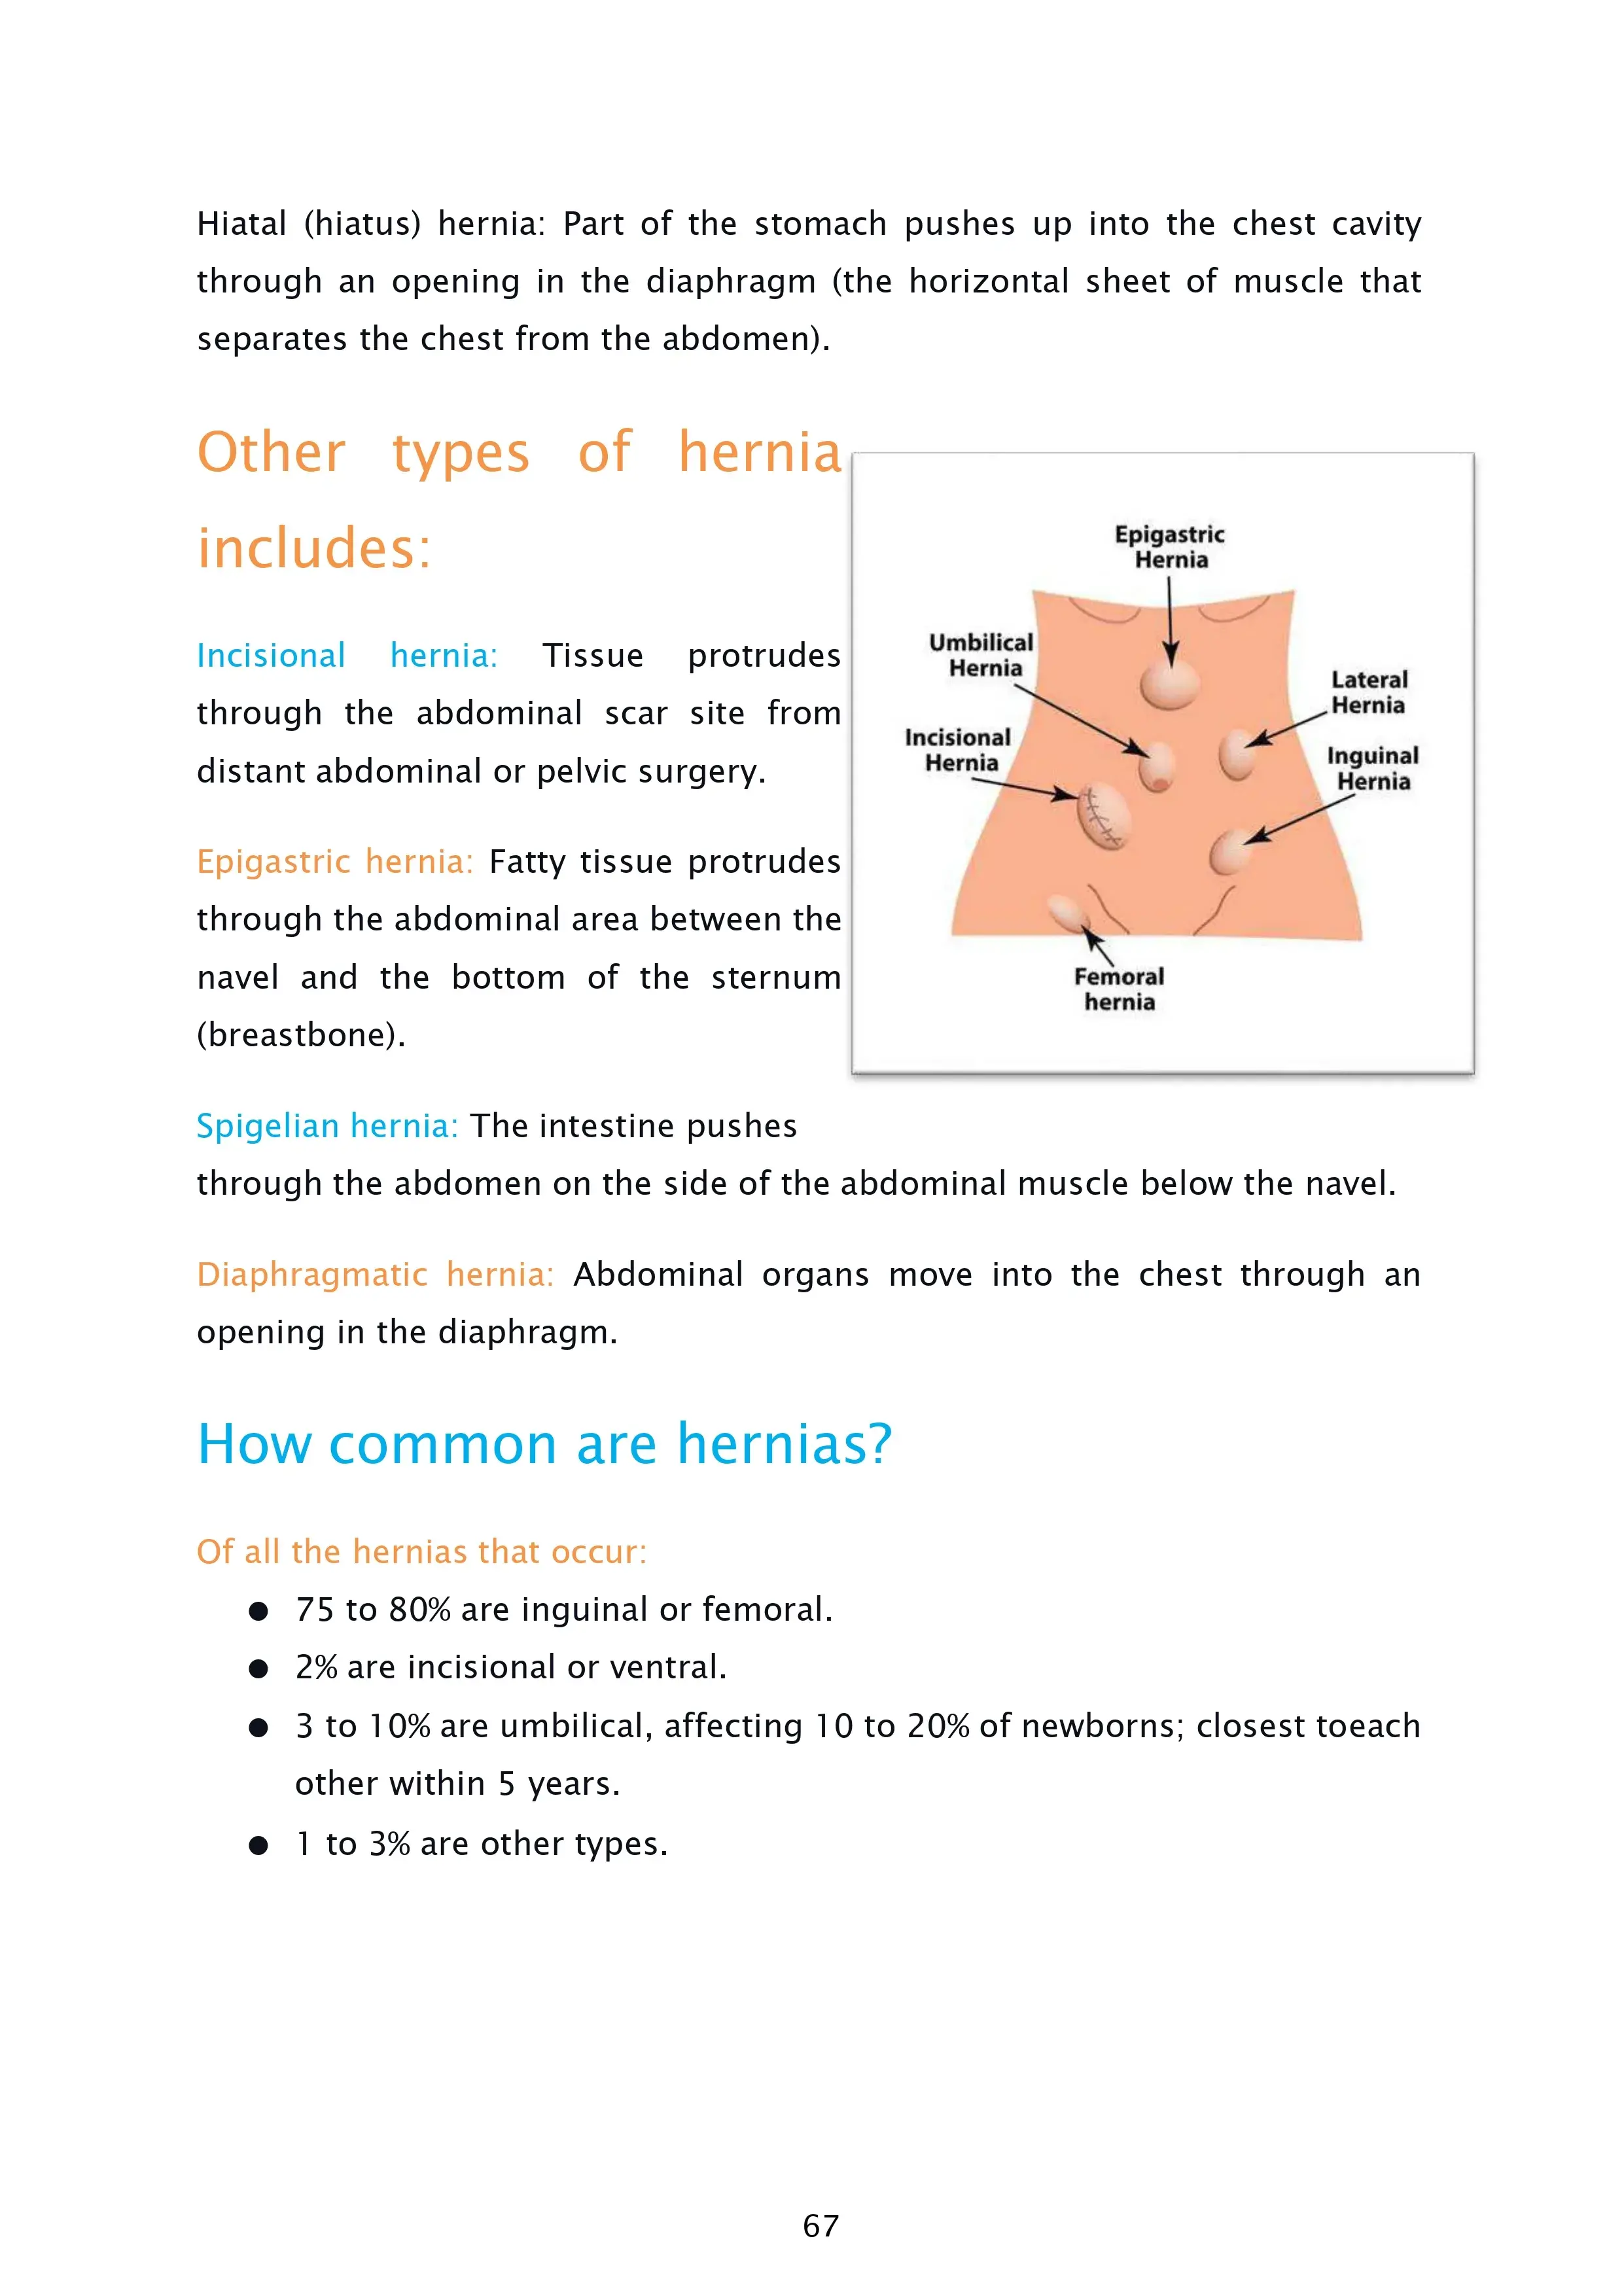 Hiatal (hiatus) hernia: Part of the stomach pushes up into the chest cavity
through an opening in the diaphragm (the horizontal sheet of muscle that
separates the chest from the abdomen).
Other types of hernia
includes:
Incisional hernia: Tissue protrudes
through the abdominal scar site from
distant abdominal or pelvic surgery.
Epigastric hernia: Fatty tissue protrudes
through the abdominal area between the
navel and the bottom of the sternum
(breastbone).
Epigastric
Hernia
Umbilical
Hernia
Lateral
Hernia
Incisional
Hernia
Inguinal
Hernia
Femoral
hernia
Spigelian hernia: The intestine pushes
through the abdomen on the side of the abdominal muscle below the navel.
Diaphragmatic hernia: Abdominal organs move into the chest through an
opening in the diaphragm.
How common are hernias?
Of all the hernias that occur:
● 75 to 80% are inguinal or femoral.
● 2% are incisional or ventral.
● 3 to 10% are umbilical, affecting 10 to 20% of newborns; closest toeach
other within 5 years.
● 1 to 3% are other types.
67